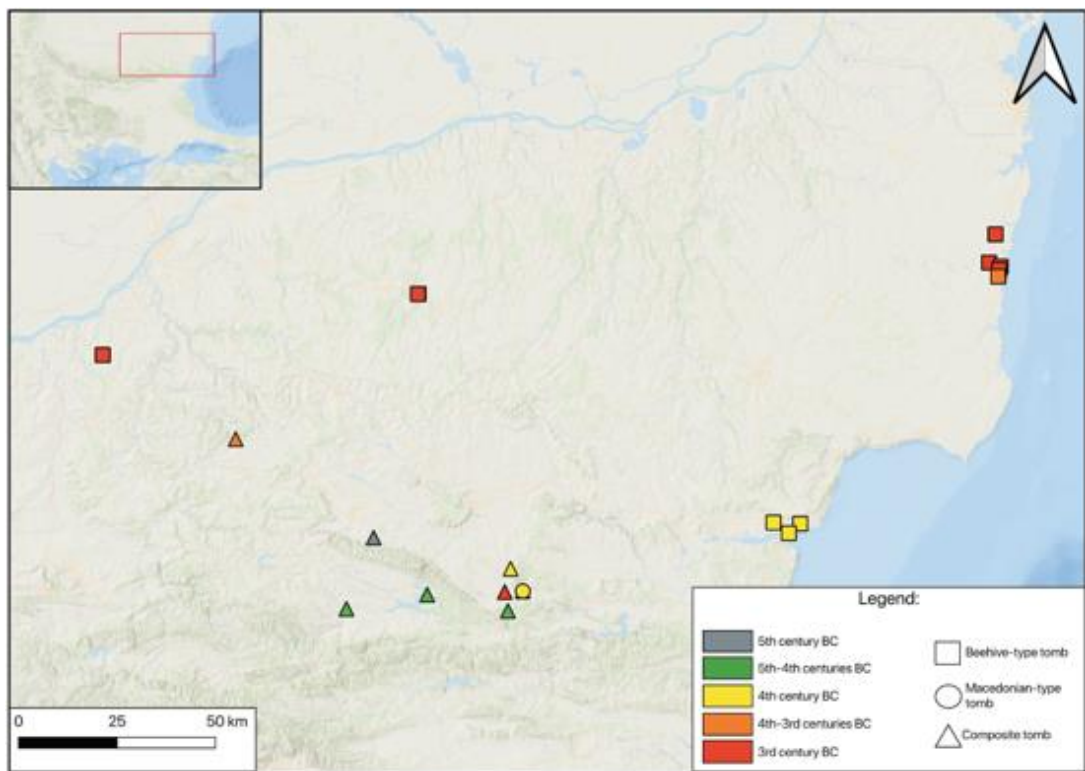 Legend:
5th century BC
5th-4th centuries BC
4th century BC
4th-3rd centuries BC
3rd century BC
Beehive-type tomb
Macedonian-type
tomb
Composite tomb
0 25 50 km